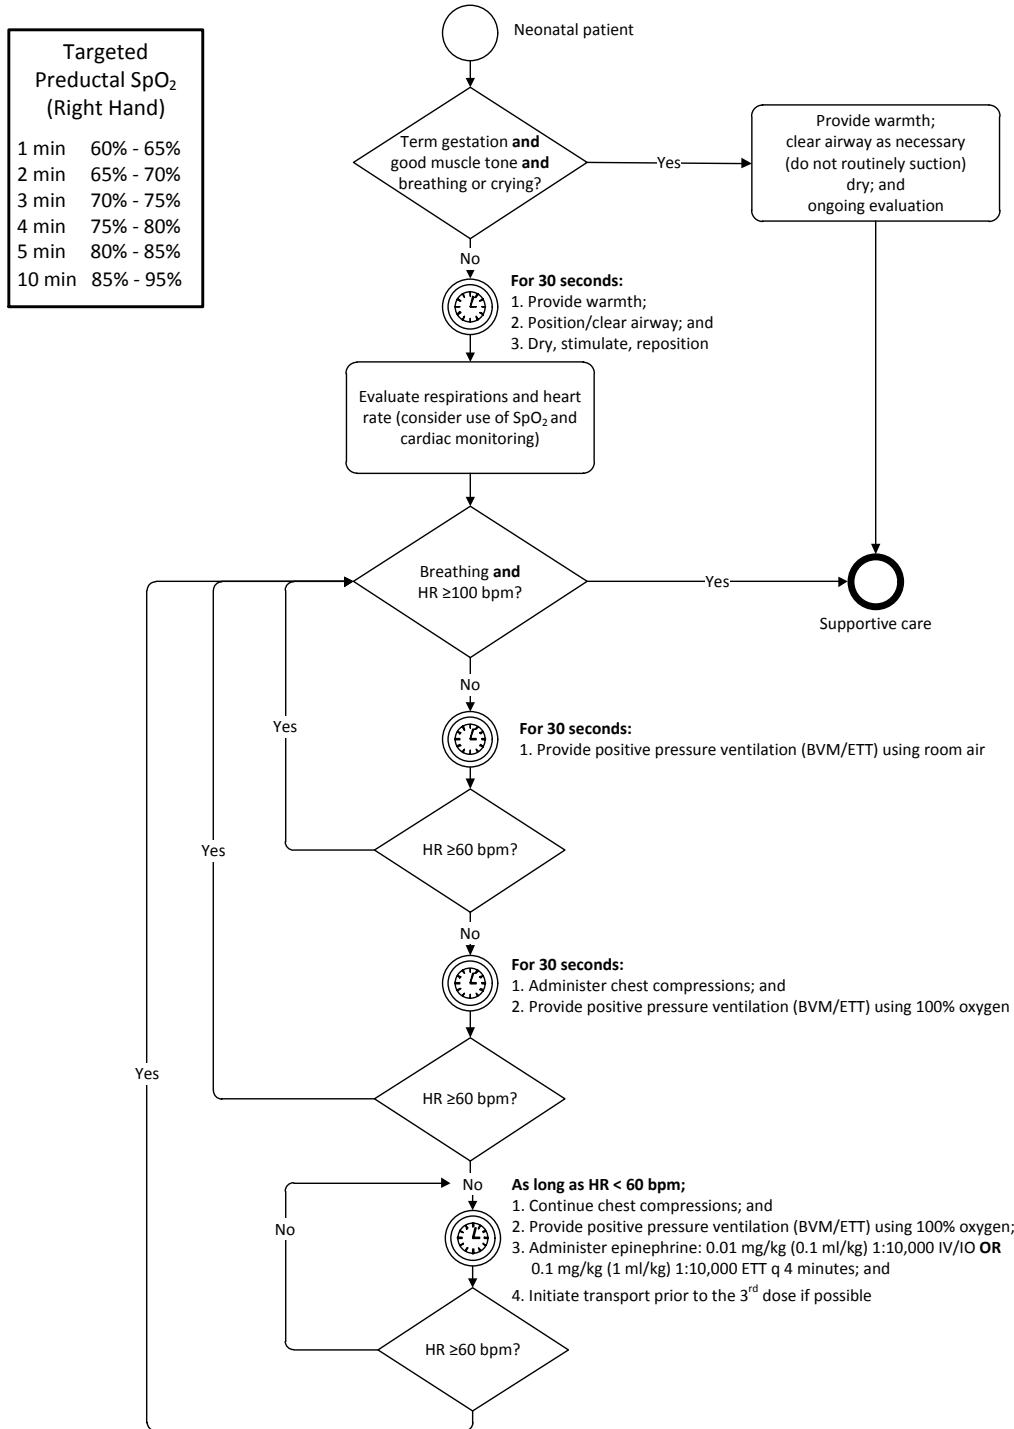 Targeted
Preductal SpO₂
(Right Hand)
1 min 60% - 65%
2 min 65% - 70%
3 min 70% - 75%
4 min 75% - 80%
5 min 80% - 85%
10 min 85% - 95%
Neonatal patient
Term gestation and
good muscle tone and
breathing or crying?
Yes
Provide warmth;
clear airway as necessary
(do not routinely suction)
dry; and
ongoing evaluation
No
For 30 seconds:
1. Provide warmth;
2. Position/clear airway; and
3. Dry, stimulate, reposition
Evaluate respirations and heart
rate (consider use of SpO₂ and
cardiac monitoring)
Breathing and
HR ≥100 bpm?
Yes
Supportive care
No
Yes
For 30 seconds:
1. Provide positive pressure ventilation (BVM/ETT) using room air
HR ≥60 bpm?
Yes
No
For 30 seconds:
1. Administer chest compressions; and
2. Provide positive pressure ventilation (BVM/ETT) using 100% oxygen
Yes
HR ≥60 bpm?
No
As long as HR < 60 bpm;
1. Continue chest compressions; and
2. Provide positive pressure ventilation (BVM/ETT) using 100% oxygen;
3. Administer epinephrine: 0.01 mg/kg (0.1 ml/kg) 1:10,000 IV/IO OR
0.1 mg/kg (1 ml/kg) 1:10,000 ETT q 4 minutes; and
4. Initiate transport prior to the 3rd dose if possible
No
HR ≥60 bpm?